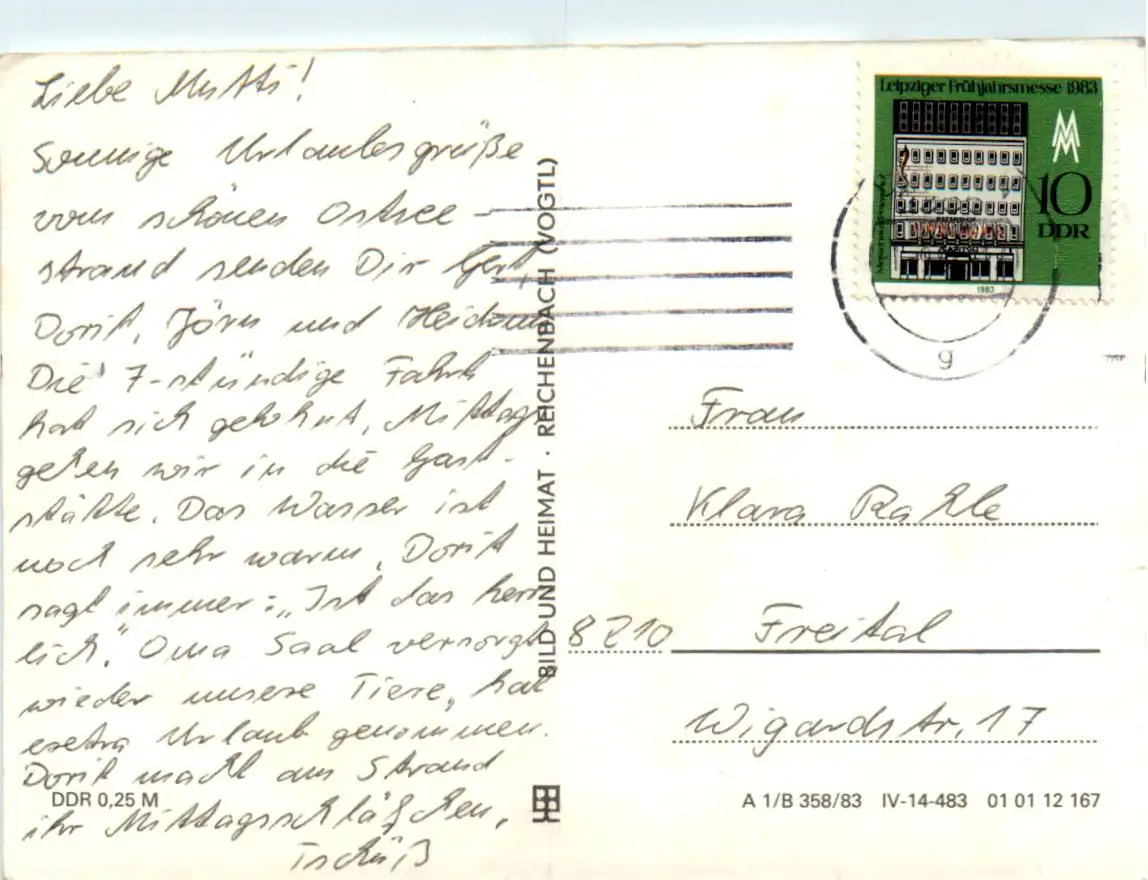 Liebe Mutti!
Sonnige Urlaubsgrüße
vom schönen Ostsee-
strand senden Dir Gert,
Dorit, Jörn und
Die 7-stündige Fahrt
hat sich gelohnt, Mittags
gehen wir in die Gast-
stätte. Das Wasser ist
noch sehr warm, Dorit
sagt immer: „Ist das herr
lich." Oma Saal versorgt
wieder unsere Tiere, hat
extra Urlaub genommen.
Dorit macht am Strand
ihr Mittagsschläfchen,
Tschüß
DDR 0,25 M
BILD UND HEIMAT · REICHENBACH (VOGTL)
Leipziger Frühjahrsmesse 1983
10
DDR
1983
g
Frau
Klara
8210 Freital
Wigardstr. 17
A 1/B 358/83 IV-14-483 01 01 12 167